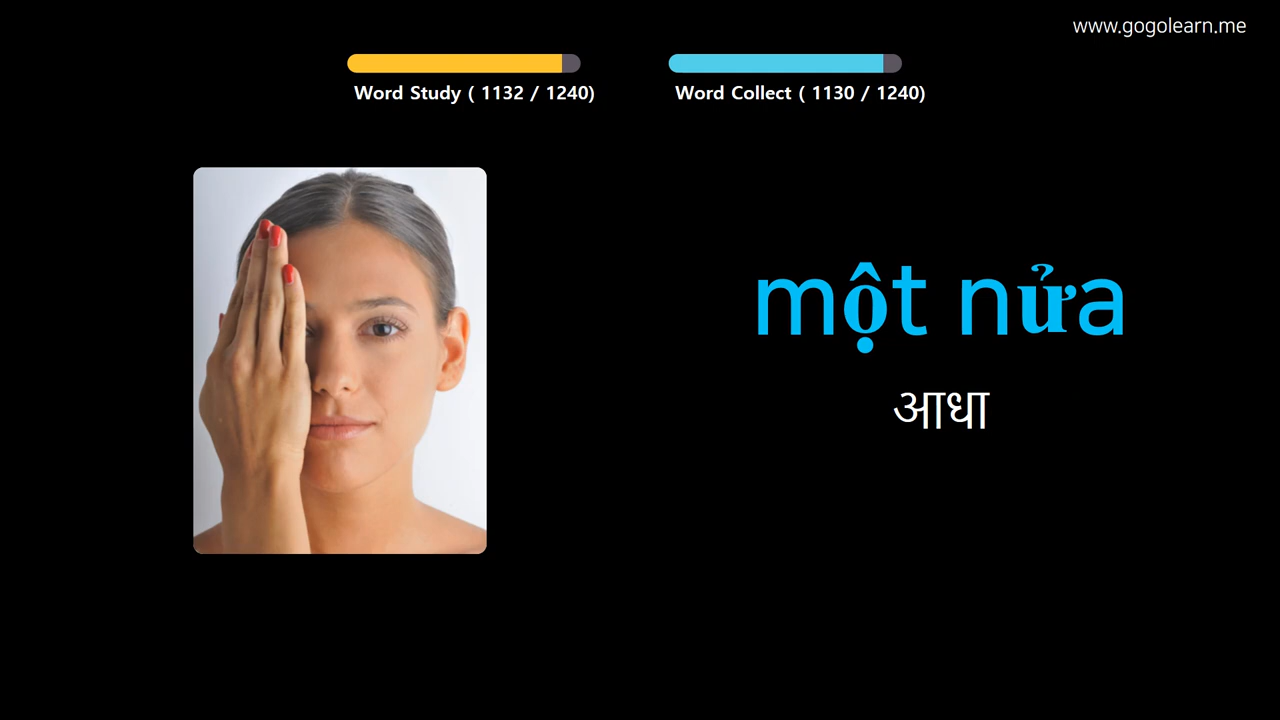 www.gogolearn.me
Word Study ( 1132 / 1240)
Word Collect ( 1130 / 1240)
một nửa
आधा